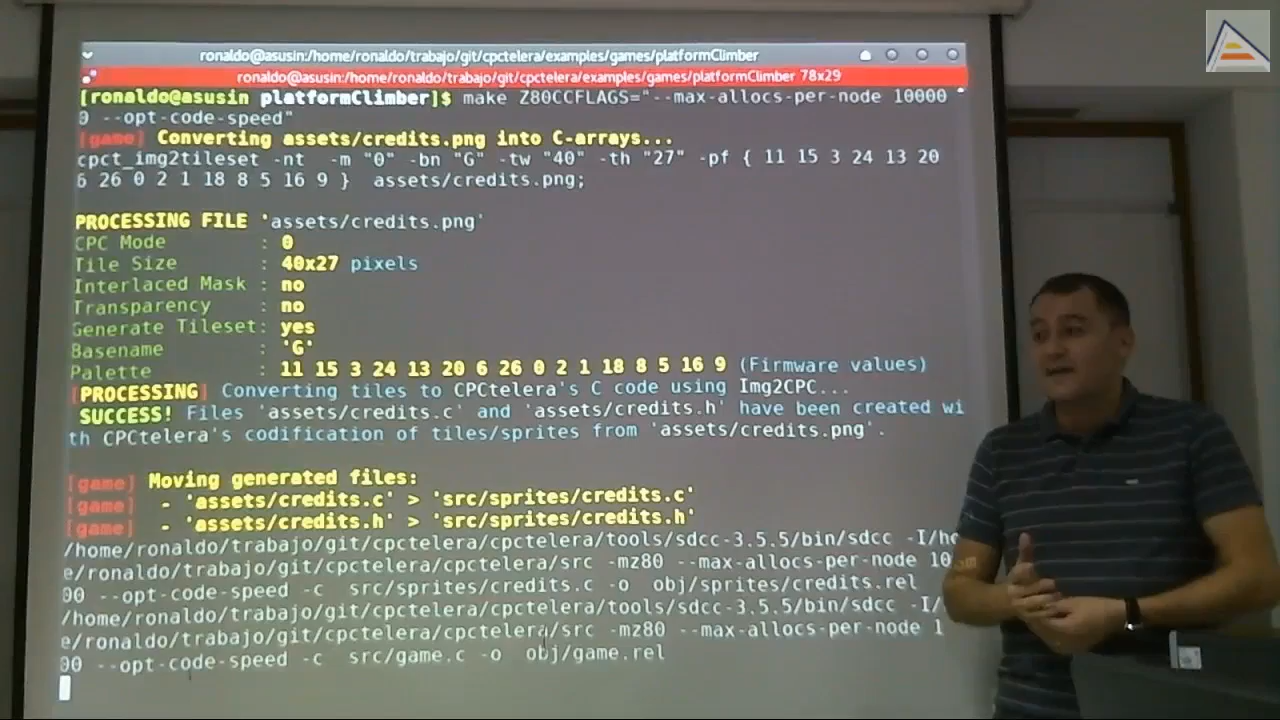 ronaldo@asusin:/home/ronaldo/trabajo/git/cpctelera/examples/games/platformClimber
ronaldo@asusin:/home/ronaldo/trabajo/git/cpctelera/examples/games/platformClimber 78x29
[ronaldo@asusin platformClimber]$ make Z80CCFLAGS="--max-allocs-per-node 10000
0 --opt-code-speed"
[game] Converting assets/credits.png into C-arrays...
cpct_img2tileset -nt -m "0" -bn "G" -tw "40" -th "27" -pf { 11 15 3 24 13 20
6 26 0 2 1 18 8 5 16 9 } assets/credits.png;
PROCESSING FILE 'assets/credits.png'
CPC Mode : 0
Tile Size : 40x27 pixels
Interlaced Mask : no
Transparency : no
Generate Tileset: yes
Basename : 'G'
Palette : 11 15 3 24 13 20 6 26 0 2 1 18 8 5 16 9 (Firmware values)
[PROCESSING] Converting tiles to CPCtelera's C code using Img2CPC...
SUCCESS! Files 'assets/credits.c' and 'assets/credits.h' have been created wi
th CPCtelera's codification of tiles/sprites from 'assets/credits.png'.
[game] Moving generated files:
[game] - 'assets/credits.c' > 'src/sprites/credits.c'
[game] - 'assets/credits.h' > 'src/sprites/credits.h'
/home/ronaldo/trabajo/git/cpctelera/cpctelera/tools/sdcc-3.5.5/bin/sdcc -I/ho
e/ronaldo/trabajo/git/cpctelera/cpctelera/src -mz80 --max-allocs-per-node 10
00 --opt-code-speed -c src/sprites/credits.c -o obj/sprites/credits.rel
/home/ronaldo/trabajo/git/cpctelera/cpctelera/tools/sdcc-3.5.5/bin/sdcc -I/
e/ronaldo/trabajo/git/cpctelera/cpctelera/src -mz80 --max-allocs-per-node 1
00 --opt-code-speed -c src/game.c -o obj/game.rel